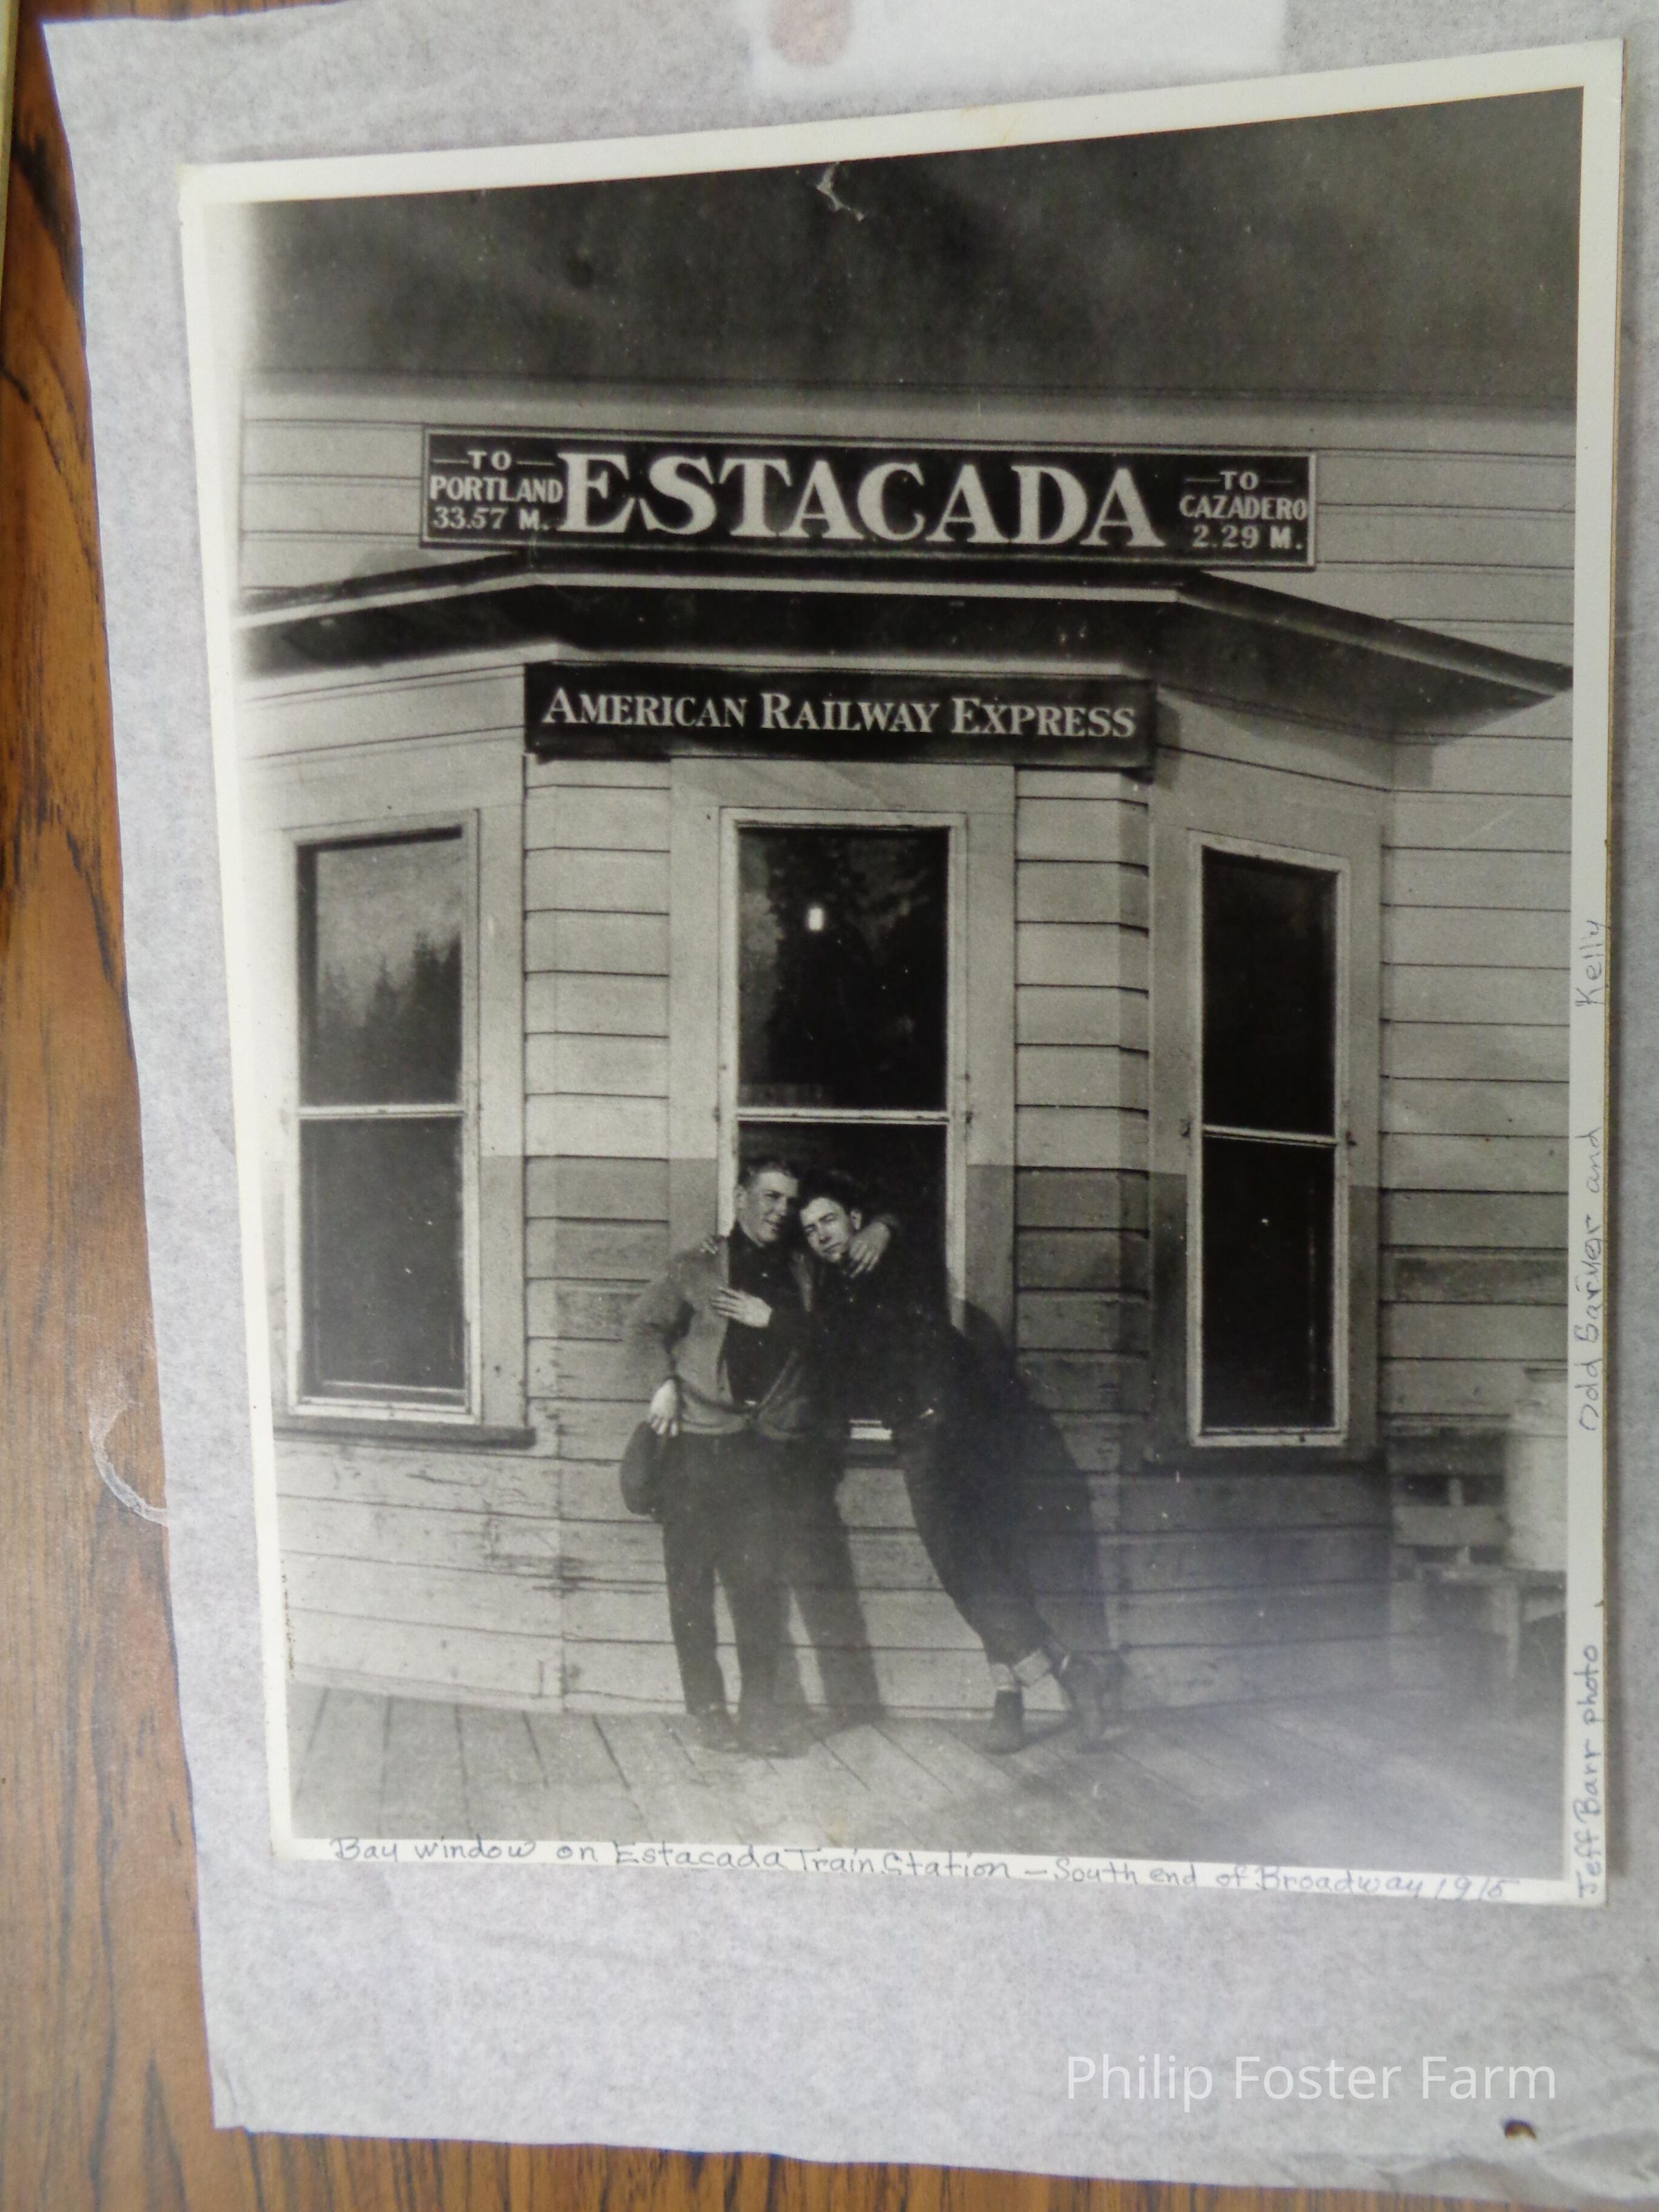 TO
PORTLAND
33.57 M.
ESTACADA
TO
CAZADERO
2.29 M.
AMERICAN RAILWAY EXPRESS
Bay window on Estacada Train Station – South end of Broadway 1915
Jeff Barr photo
Odd Sarver and Kelly
Philip Foster Farm